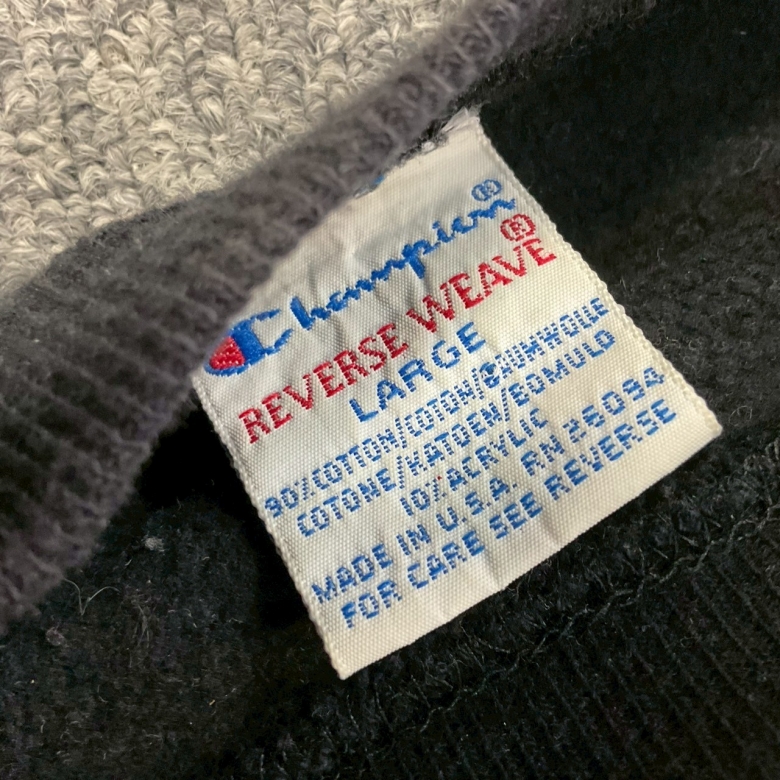 Champion®
REVERSE WEAVE®
LARGE
90%COTTON/COTON/BAUMWOLLE
COTONE/KATOEN/BOMULD
10%ACRYLIC
MADE IN U.S.A. RN 26094
FOR CARE SEE REVERSE